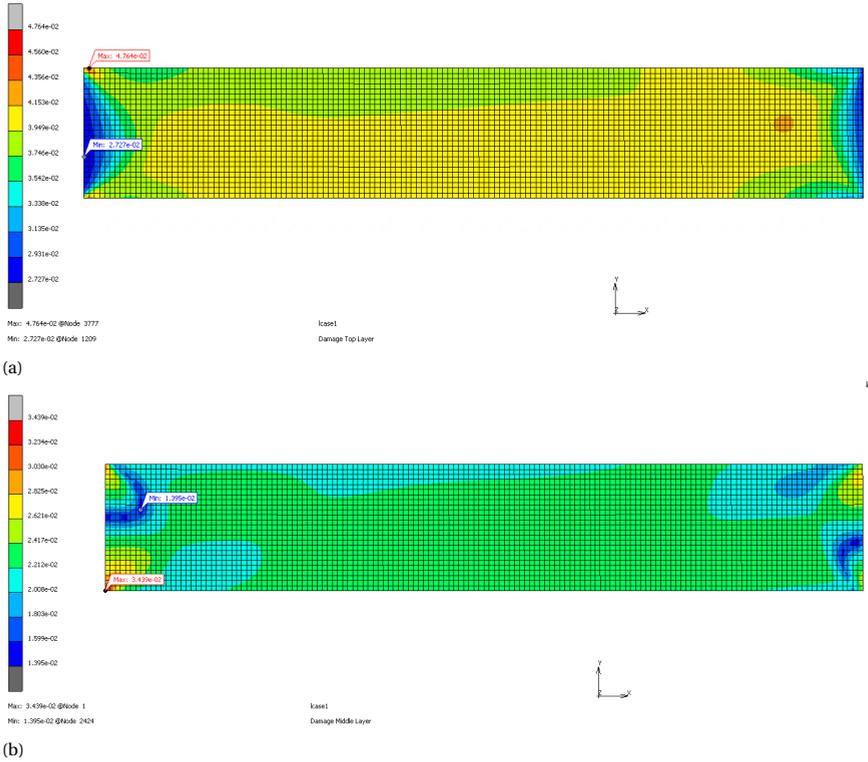 4.764e-02
4.560e-02
4.356e-02
4.153e-02
3.949e-02
3.746e-02
3.542e-02
3.338e-02
3.135e-02
2.931e-02
2.727e-02
Max: 4.764e-02
Min: 2.727e-02
Y
Z X
Max: 4.764e-02 @Node 3777
Min: 2.727e-02 @Node 1209
lcase1
Damage Top Layer
(a)
3.439e-02
3.234e-02
3.030e-02
2.825e-02
2.621e-02
2.417e-02
2.212e-02
2.008e-02
1.803e-02
1.599e-02
1.395e-02
Min: 1.395e-02
Max: 3.439e-02
Y
Z X
Max: 3.439e-02 @Node 1
Min: 1.395e-02 @Node 2424
lcase1
Damage Middle Layer
(b)